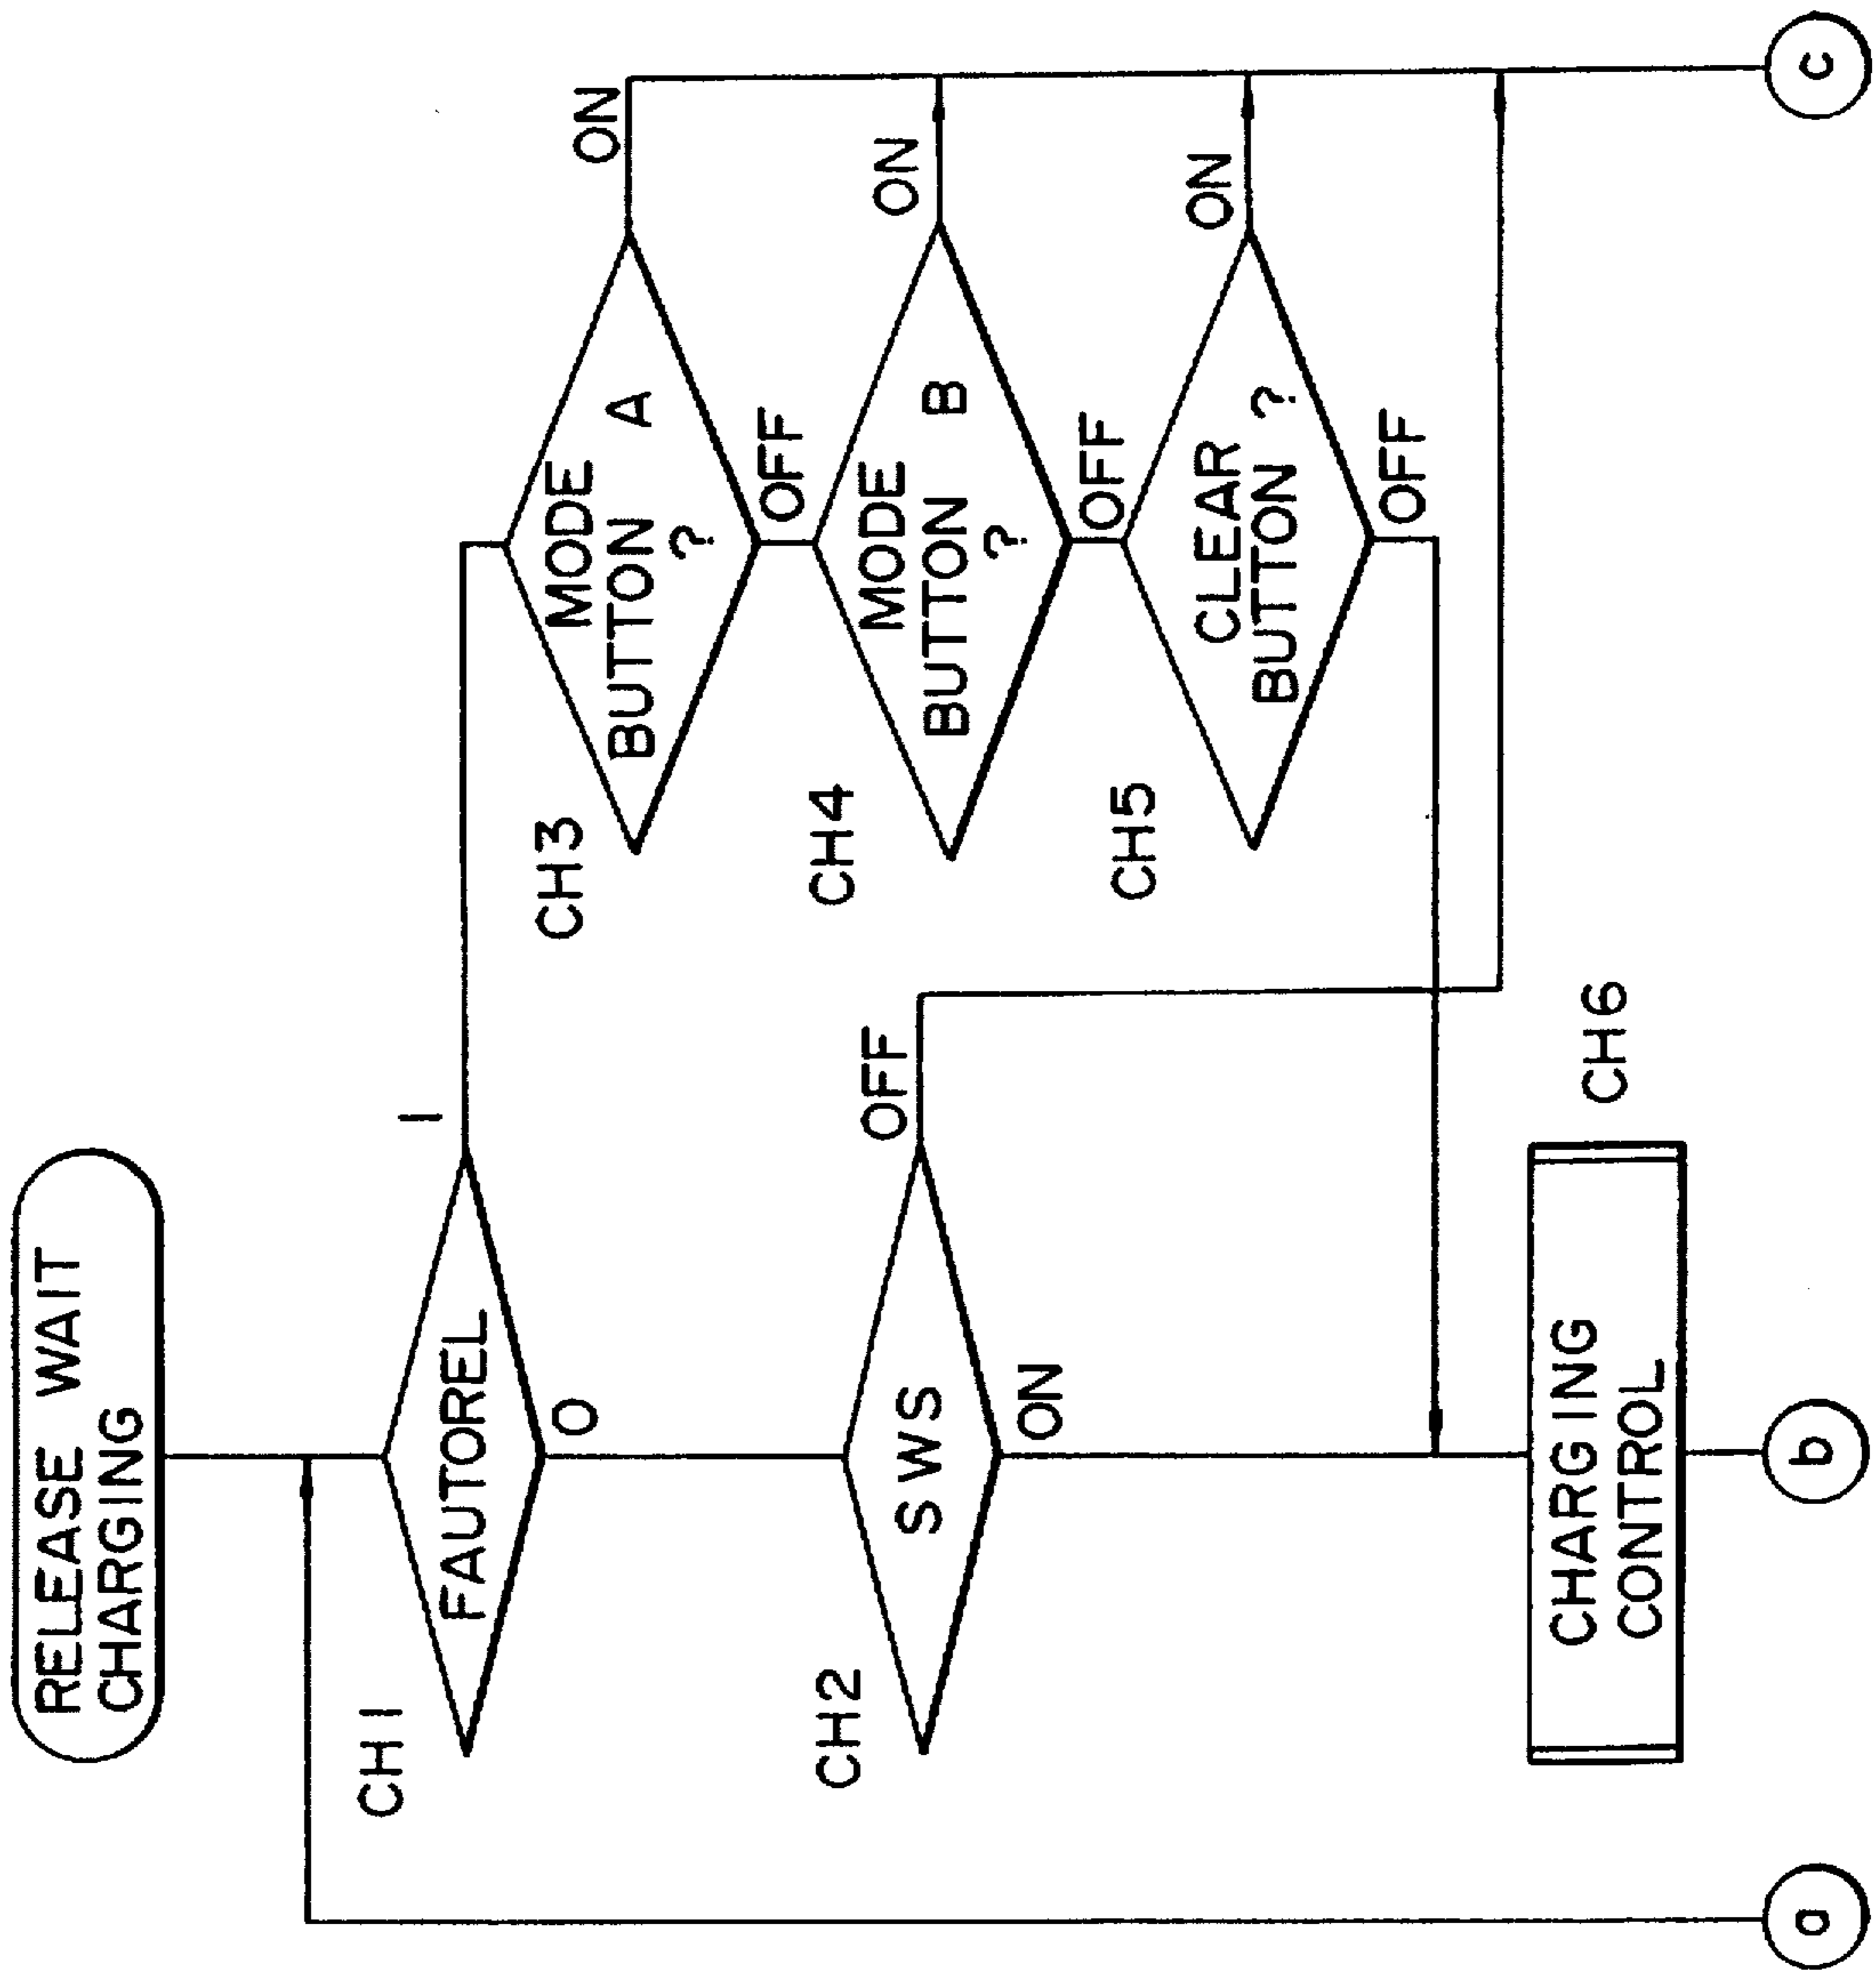 RELEASE WAIT
CHARGING
CH1
FAUTOREL
1
0
CH2
SWS
OFF
ON
CH3
MODE A
BUTTON
?
ON
OFF
CH4
MODE B
BUTTON
?
ON
OFF
CH5
CLEAR
BUTTON ?
ON
OFF
CH6
CHARGING
CONTROL
a
b
c